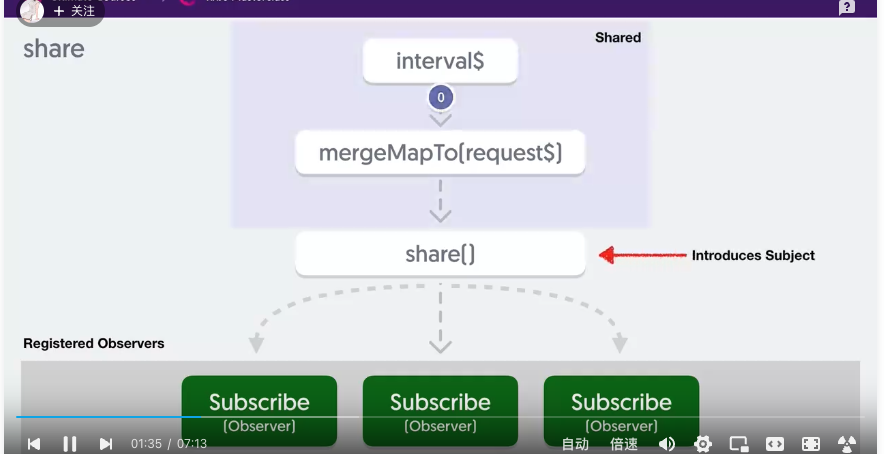 + 关注
?
share
Shared
interval$
0
mergeMapTo(request$)
share()
Introduces Subject
Registered Observers
Subscribe
(Observer)
Subscribe
(Observer)
Subscribe
(Observer)
01:35 / 07:13
自动
倍速